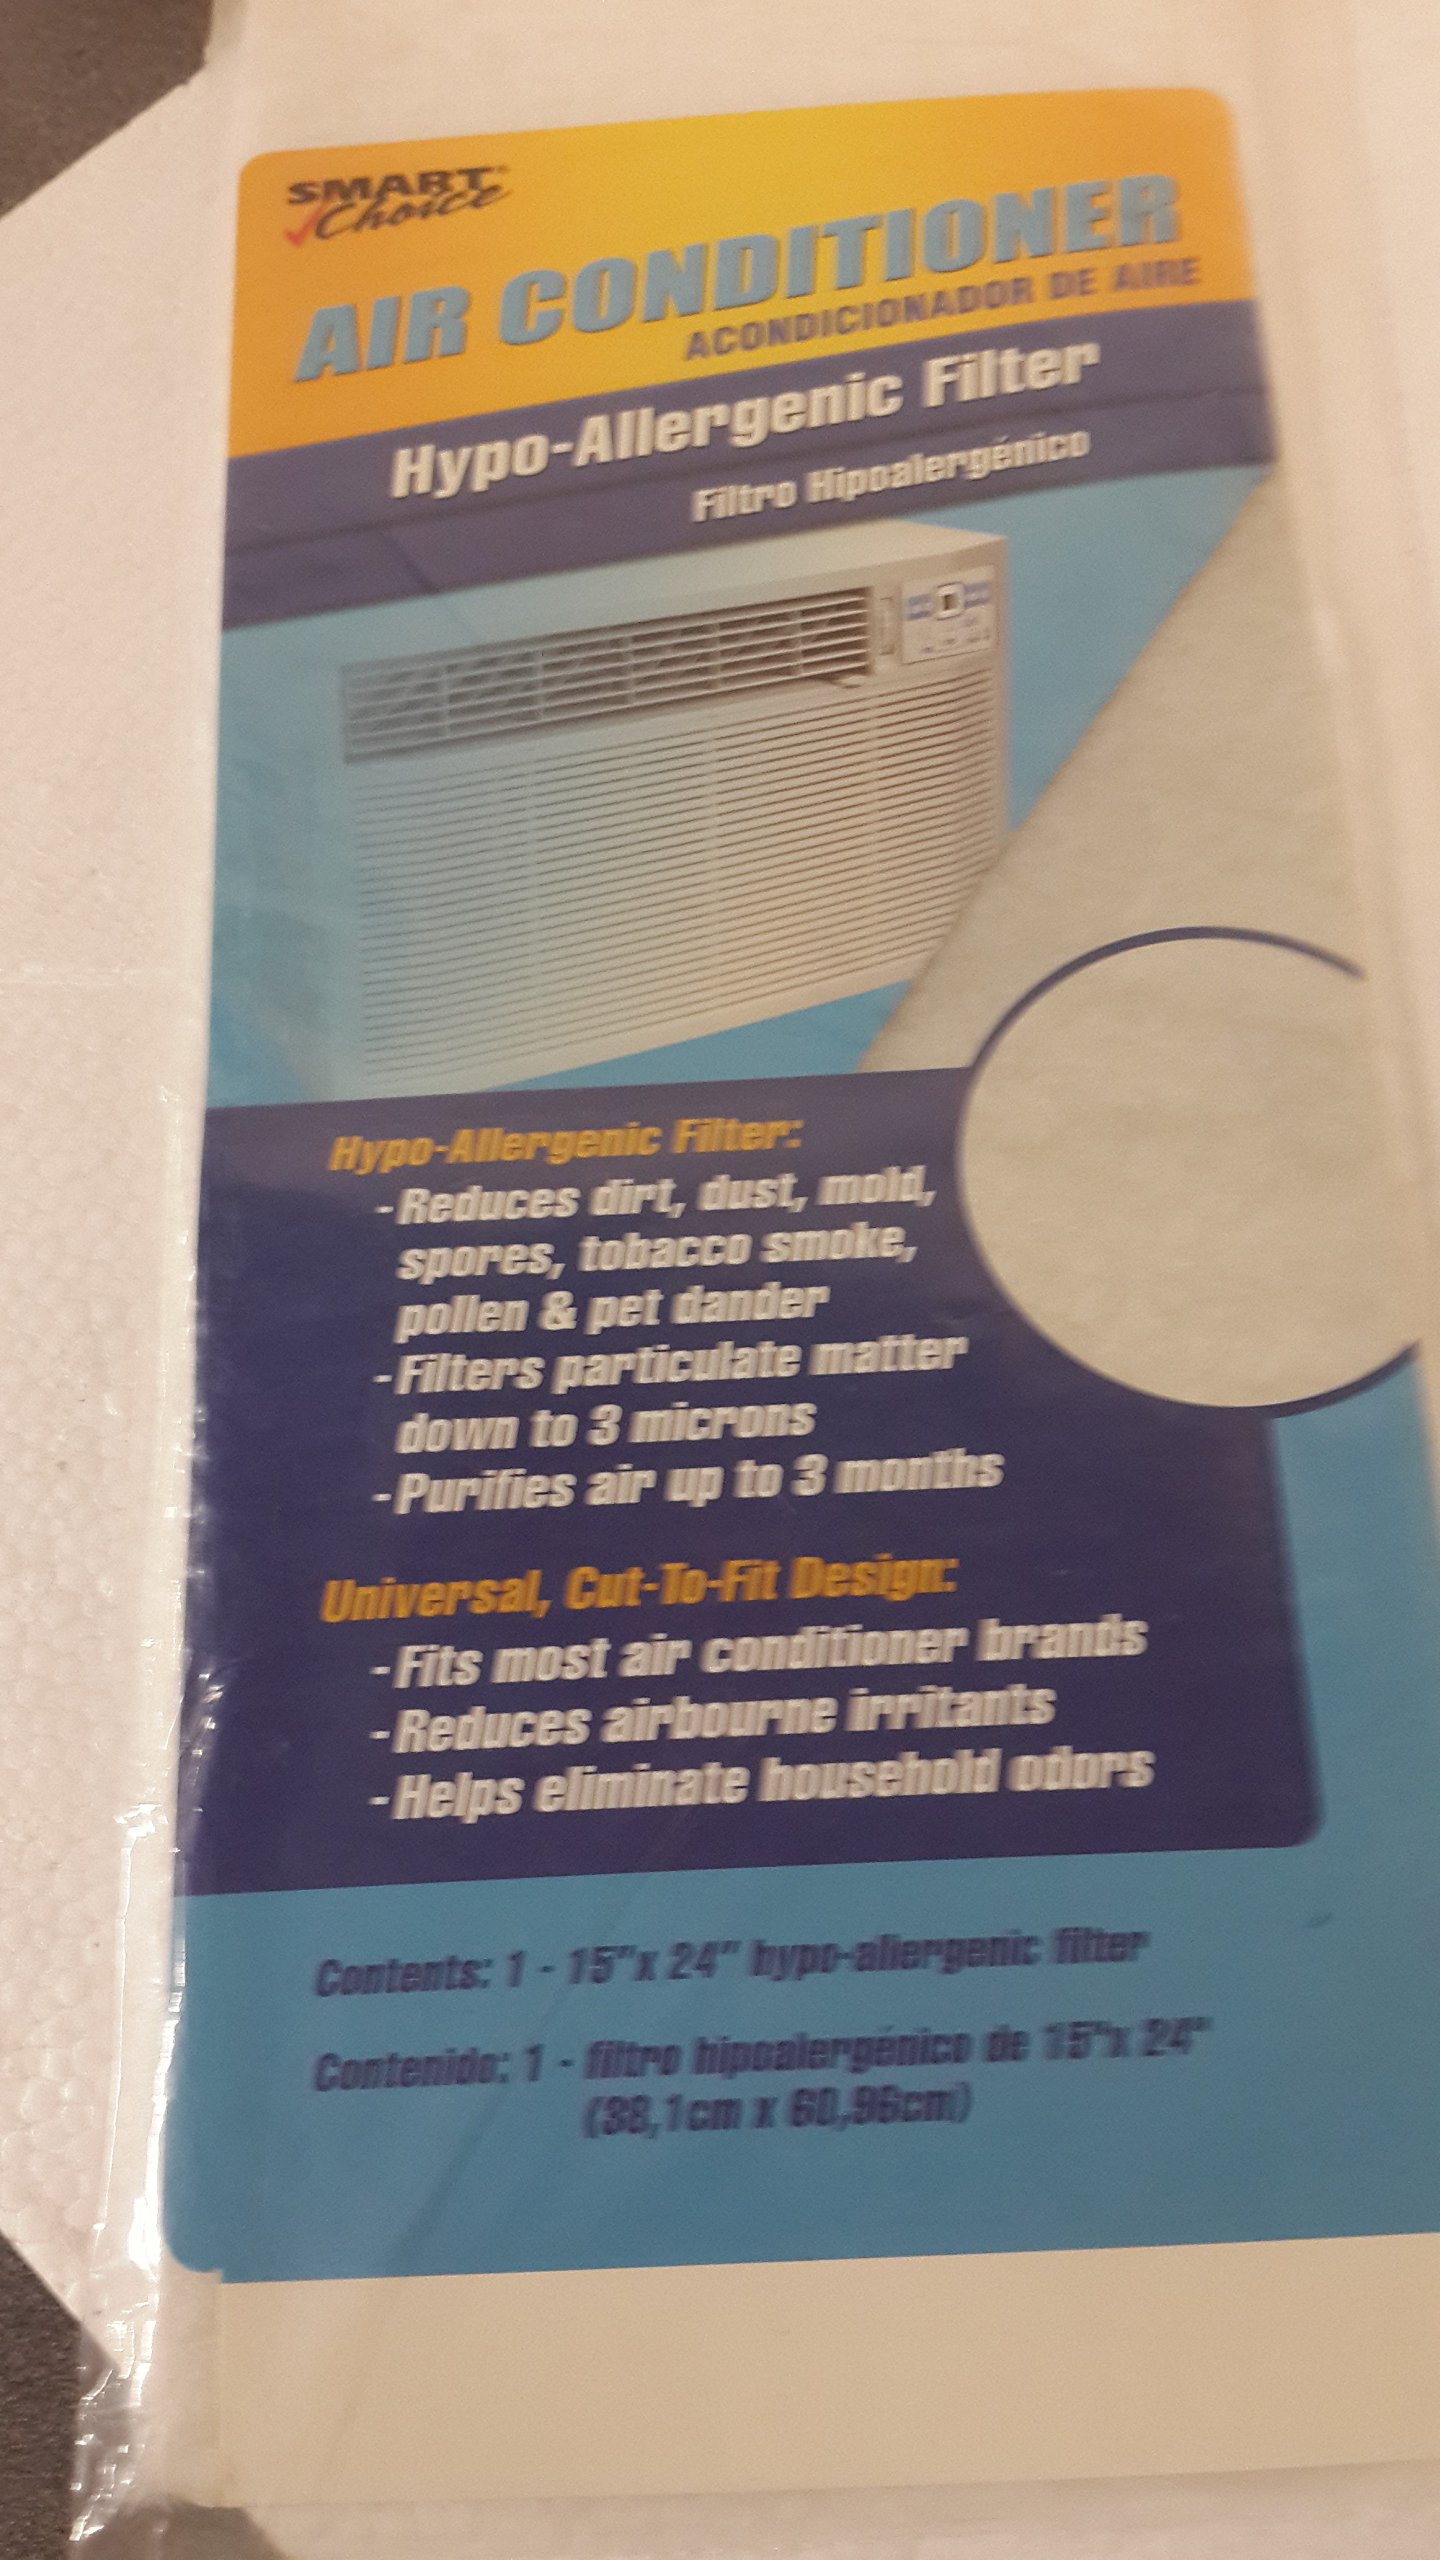 SMART®
Choice
AIR CONDITIONER
ACONDICIONADOR DE AIRE
Hypo-Allergenic Filter
Filtro Hipoalergénico
Hypo-Allergenic Filter:
- Reduces dirt, dust, mold,
spores, tobacco smoke,
pollen & pet dander
- Filters particulate matter
down to 3 microns
- Purifies air up to 3 months
Universal, Cut-To-Fit Design:
- Fits most air conditioner brands
- Reduces airbourne irritants
- Helps eliminate household odors
Contents: 1 - 15"x 24" hypo-allergenic filter
Contenido: 1 - filtro hipoalergénico de 15"x 24"
(38,1cm x 60,96cm)